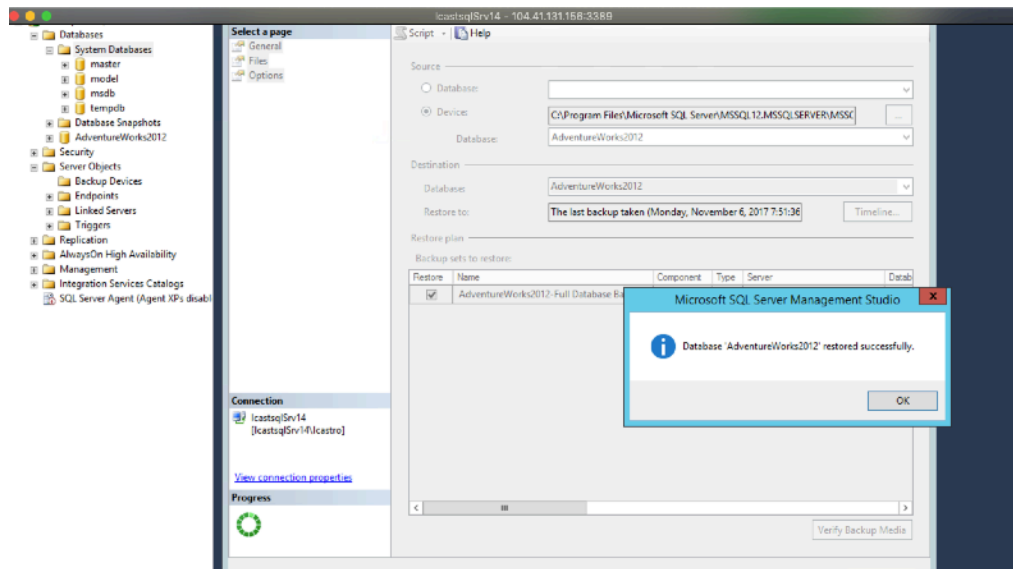 lcastsqlSrv14 - 104.41.131.156:3389
Databases
System Databases
master
model
msdb
tempdb
Database Snapshots
AdventureWorks2012
Security
Server Objects
Backup Devices
Endpoints
Linked Servers
Triggers
Replication
AlwaysOn High Availability
Management
Integration Services Catalogs
SQL Server Agent (Agent XPs disabl
Select a page
General
Files
Options
Connection
lcastsqlSrv14
[lcastsqlSrv14\lcastro]
View connection properties
Progress
Script
Help
Source
Database:
Device:
C:\Program Files\Microsoft SQL Server\MSSQL12.MSSQLSERVER\MSSC
...
Database:
AdventureWorks2012
Destination
Database:
AdventureWorks2012
Restore to:
The last backup taken (Monday, November 6, 2017 7:51:36
Timeline...
Restore plan
Backup sets to restore:
Restore Name Component Type Server Datab
AdventureWorks2012-Full Database Ba
Microsoft SQL Server Management Studio
x
Database 'AdventureWorks2012' restored successfully.
OK
Verify Backup Media